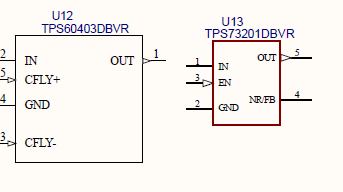 U12
TPS60403DBVR
2 IN OUT 1
5 CFLY+
4 GND
3 CFLY-
U13
TPS73201DBVR
OUT 5
1 IN
3 EN
NR/FB 4
2 GND